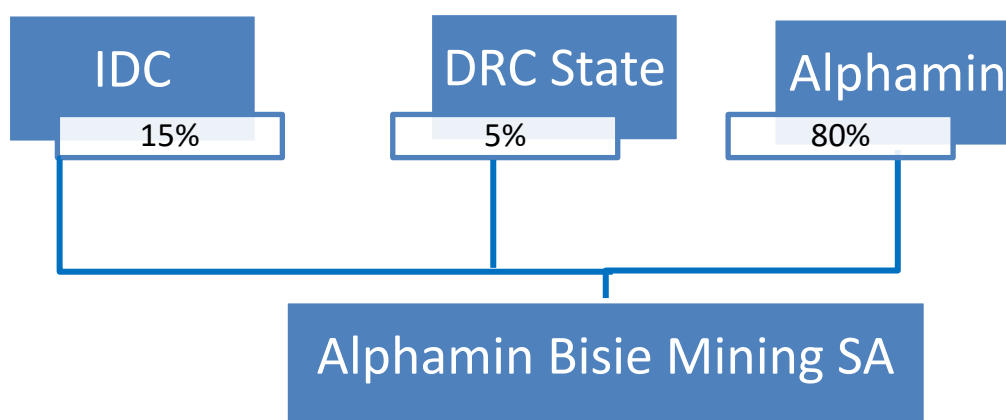 IDC
15%
DRC State
5%
Alphamin
80%
Alphamin Bisie Mining SA